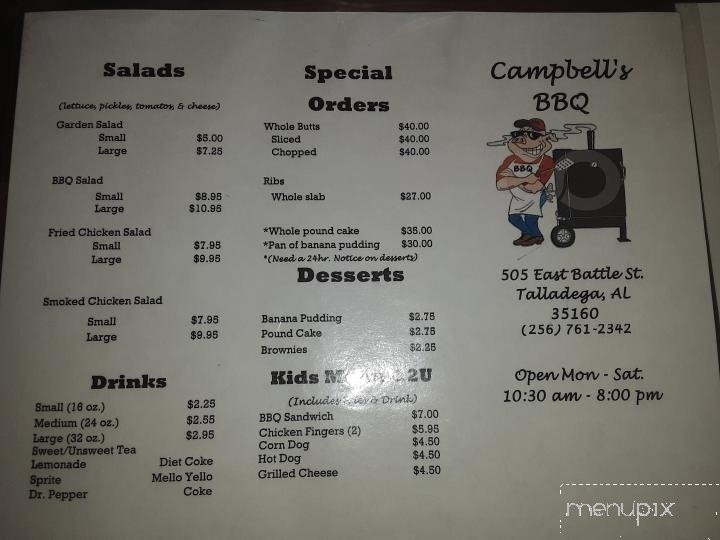 Salads
(lettuce, pickles, tomatos, & cheese)
Garden Salad
Small $5.00
Large $7.25
BBQ Salad
Small $8.95
Large $10.95
Fried Chicken Salad
Small $7.95
Large $9.95
Smoked Chicken Salad
Small $7.95
Large $9.95
Drinks
Small (16 oz.) $2.25
Medium (24 oz.) $2.55
Large (32 oz.) $2.95
Sweet/Unsweet Tea
Lemonade Diet Coke
Sprite Mello Yello
Dr. Pepper Coke
Special
Orders
Whole Butts $40.00
Sliced $40.00
Chopped $40.00
Ribs
Whole slab $27.00
*Whole pound cake $35.00
*Pan of banana pudding $30.00
*(Need a 24hr. Notice on desserts)
Desserts
Banana Pudding $2.75
Pound Cake $2.75
Brownies $2.25
Kids
(Includes & Drink)
BBQ Sandwich $7.00
Chicken Fingers (2) $5.95
Corn Dog $4.50
Hot Dog $4.50
Grilled Cheese $4.50
Campbell's
BBQ
BBQ
505 East Battle St.
Talladega, AL
35160
(256) 761-2342
Open Mon - Sat.
10:30 am - 8:00 pm
menupix